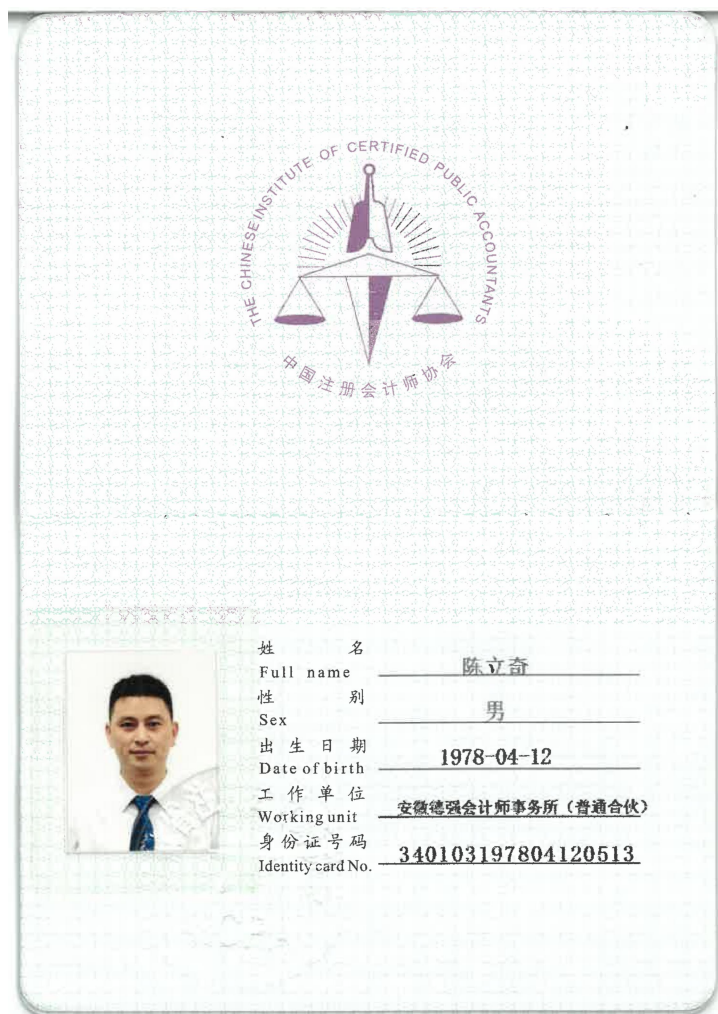 THE CHINESE INSTITUTE OF CERTIFIED PUBLIC ACCOUNTANTS
中国注册会计师协会
姓 名
Full name 陈立奇
性 别
Sex 男
出生日期
Date of birth 1978-04-12
工作单位
Working unit 安徽德强会计师事务所（普通合伙）
身份证号码
Identity card No. 340103197804120513